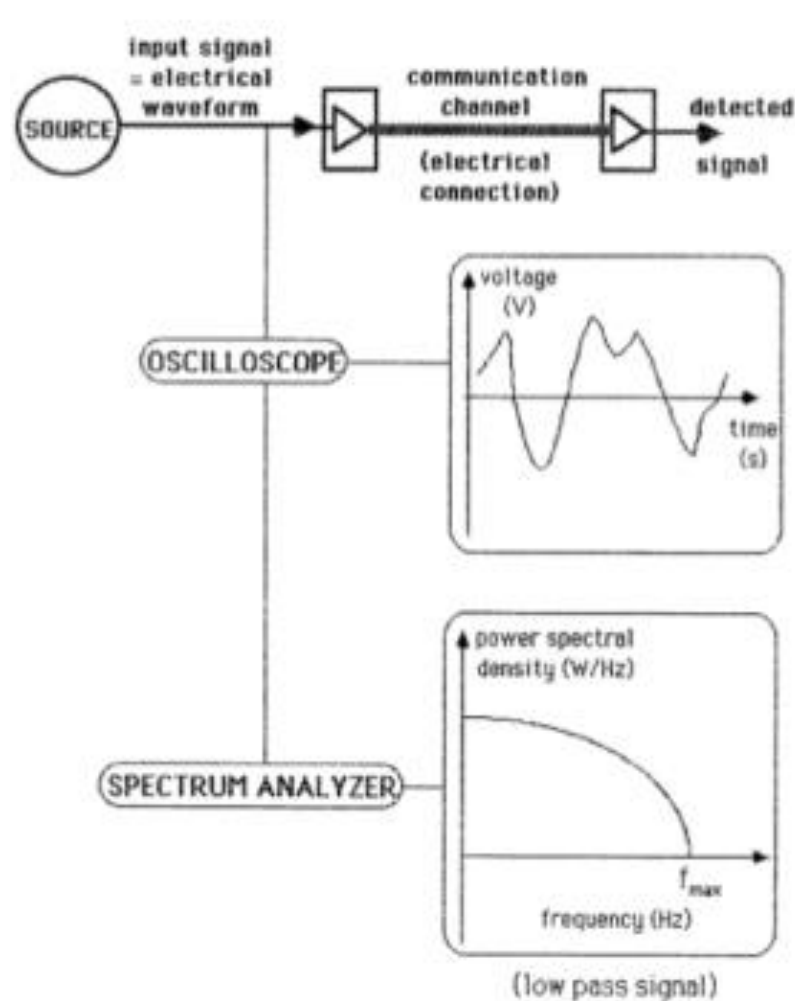 input signal
= electrical
waveform
SOURCE
communication
channel
(electrical
connection)
detected
signal
voltage
(V)
OSCILLOSCOPE
time
(s)
power spectral
density (W/Hz)
SPECTRUM ANALYZER
fmax
frequency (Hz)
(low pass signal)